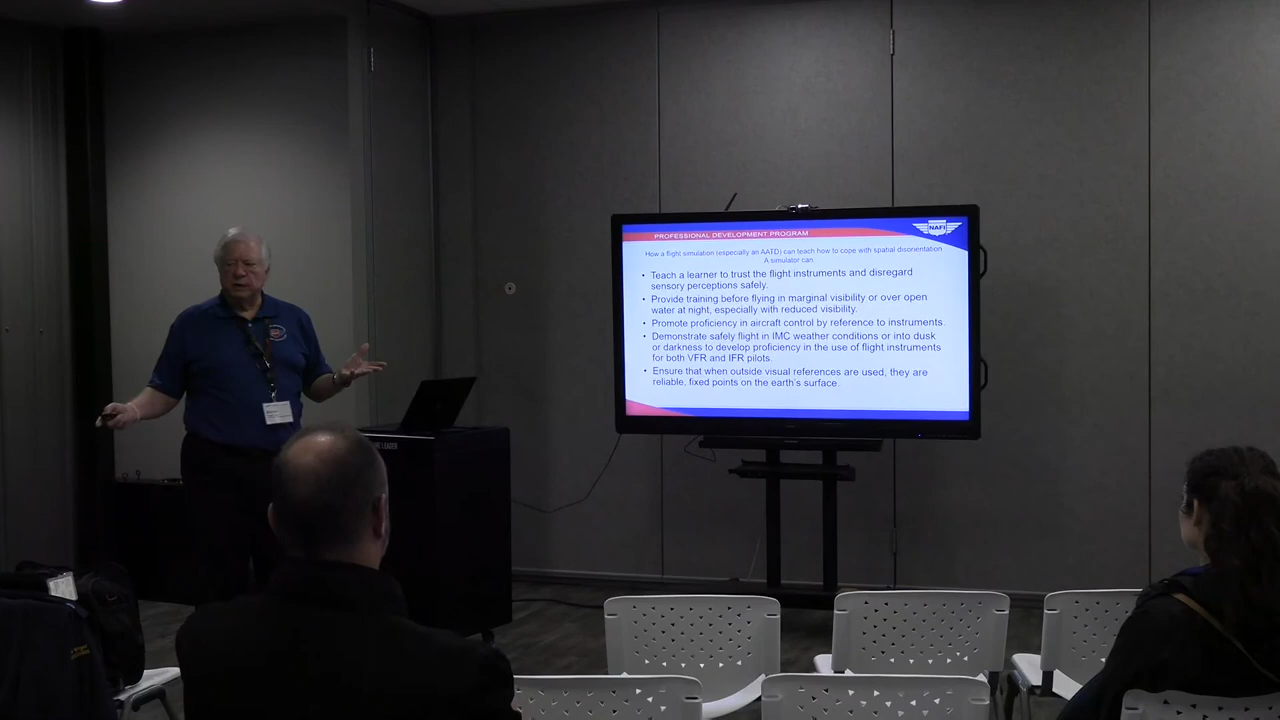 PROFESSIONAL DEVELOPMENT PROGRAM
NAFI
How a flight simulation (especially an AATD) can teach how to cope with spatial disorientation
A simulator can:
• Teach a learner to trust the flight instruments and disregard
sensory perceptions safely.
• Provide training before flying in marginal visibility or over open
water at night, especially with reduced visibility.
• Promote proficiency in aircraft control by reference to instruments.
• Demonstrate safely flight in IMC weather conditions or into dusk
or darkness to develop proficiency in the use of flight instruments
for both VFR and IFR pilots.
• Ensure that when outside visual references are used, they are
reliable, fixed points on the earth's surface.
LEADER